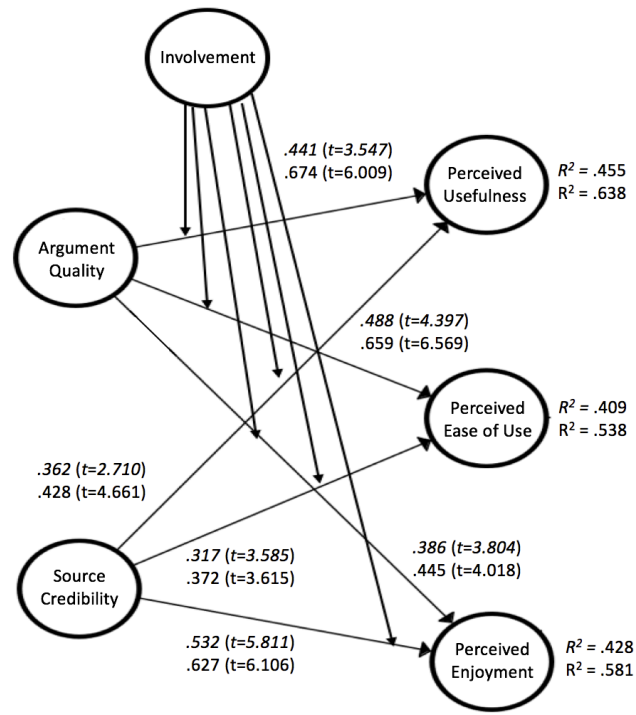 Involvement
.441 (t=3.547)
.674 (t=6.009)
Perceived
Usefulness
R² = .455
R² = .638
Argument
Quality
.488 (t=4.397)
.659 (t=6.569)
Perceived
Ease of Use
R² = .409
R² = .538
.362 (t=2.710)
.428 (t=4.661)
.317 (t=3.585)
.372 (t=3.615)
.386 (t=3.804)
.445 (t=4.018)
Source
Credibility
.532 (t=5.811)
.627 (t=6.106)
Perceived
Enjoyment
R² = .428
R² = .581